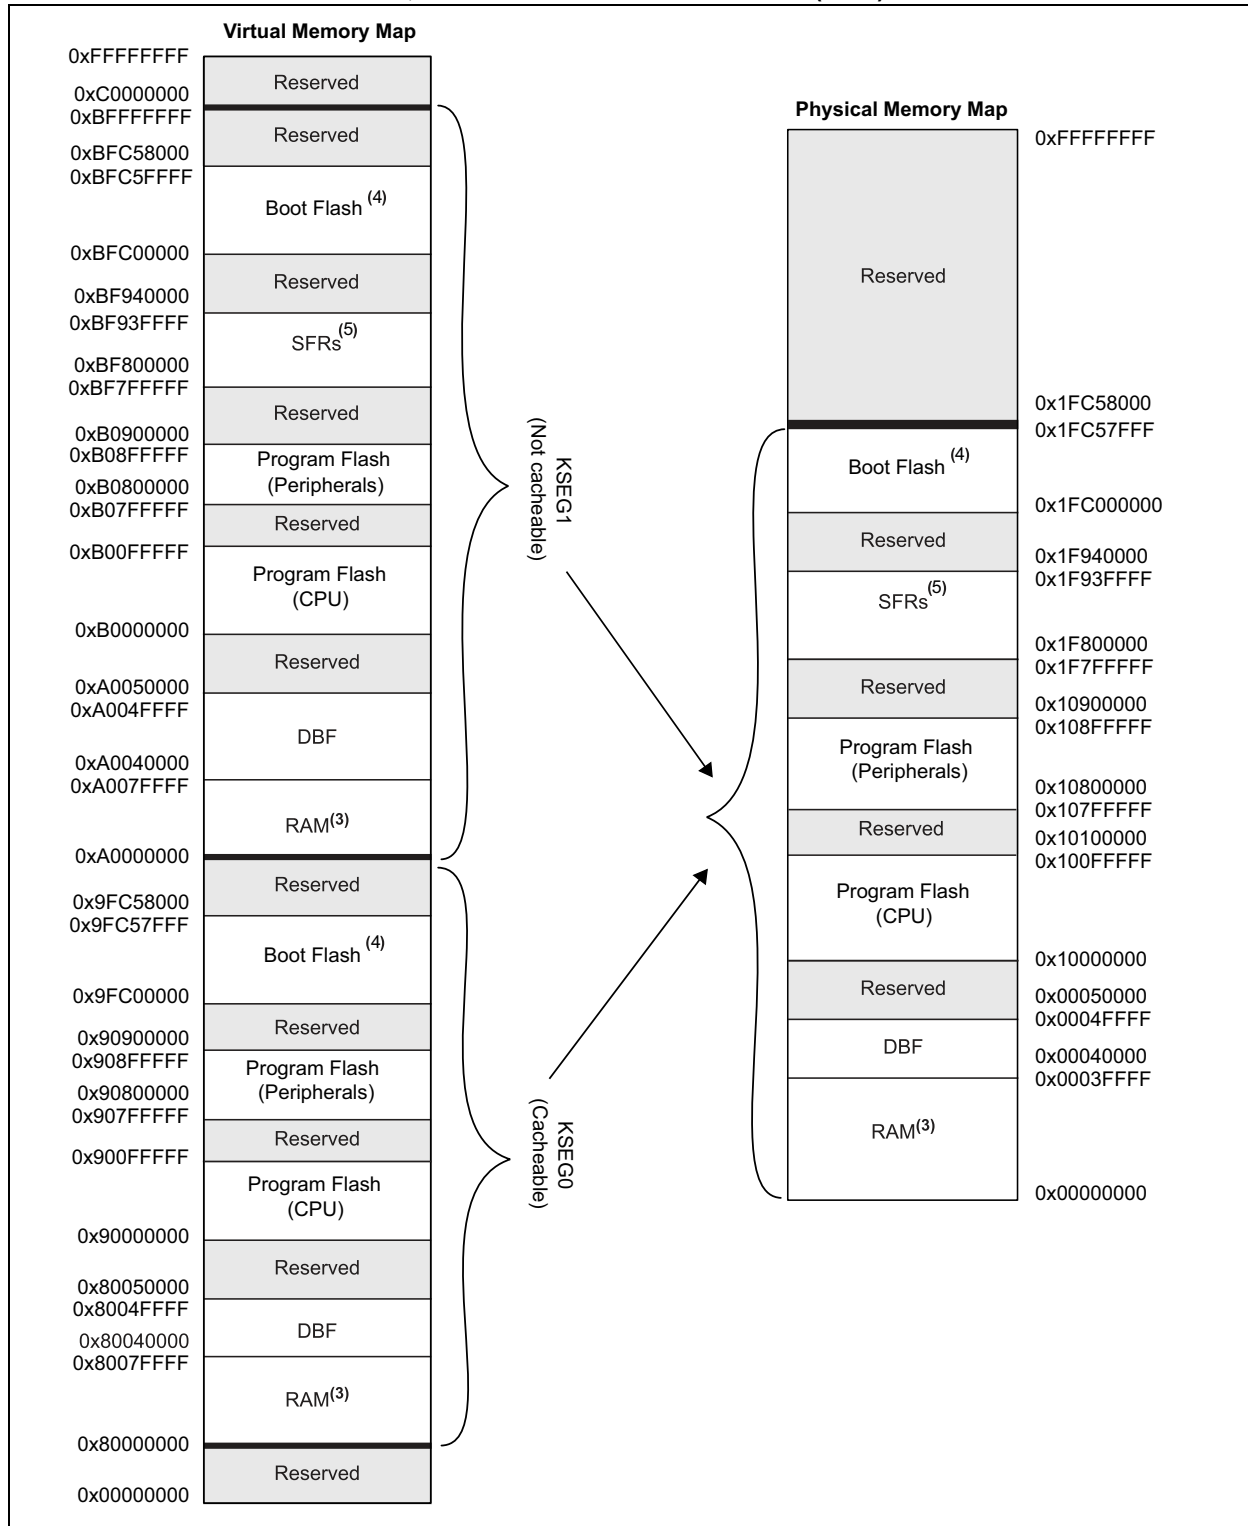 Virtual Memory Map
0xFFFFFFFF
Reserved
0xC0000000
0xBFFFFFFF
Reserved
0xBFC58000
0xBFC5FFFF
Boot Flash (4)
0xBFC00000
Reserved
0xBF940000
0xBF93FFFF
SFRs(5)
0xBF800000
0xBF7FFFFF
Reserved
0xB0900000
0xB08FFFFF
Program Flash
(Peripherals)
0xB0800000
0xB07FFFFF
Reserved
0xB00FFFFF
Program Flash
(CPU)
0xB0000000
Reserved
0xA0050000
0xA004FFFF
DBF
0xA0040000
0xA007FFFF
RAM(3)
0xA0000000
Reserved
0x9FC58000
0x9FC57FFF
Boot Flash (4)
0x9FC00000
Reserved
0x90900000
0x908FFFFF
Program Flash
(Peripherals)
0x90800000
0x907FFFFF
Reserved
0x900FFFFF
Program Flash
(CPU)
0x90000000
Reserved
0x80050000
0x8004FFFF
DBF
0x80040000
0x8007FFFF
RAM(3)
0x80000000
Reserved
0x00000000
KSEG1
(Not cacheable)
KSEG0
(Cacheable)
Physical Memory Map
0xFFFFFFFF
Reserved
0x1FC58000
0x1FC57FFF
Boot Flash (4)
0x1FC000000
Reserved
0x1F940000
0x1F93FFFF
SFRs(5)
0x1F800000
0x1F7FFFFF
Reserved
0x10900000
0x108FFFFF
Program Flash
(Peripherals)
0x10800000
0x107FFFFF
Reserved
0x10100000
0x100FFFFF
Program Flash
(CPU)
0x10000000
Reserved
0x00050000
0x0004FFFF
DBF
0x00040000
0x0003FFFF
RAM(3)
0x00000000